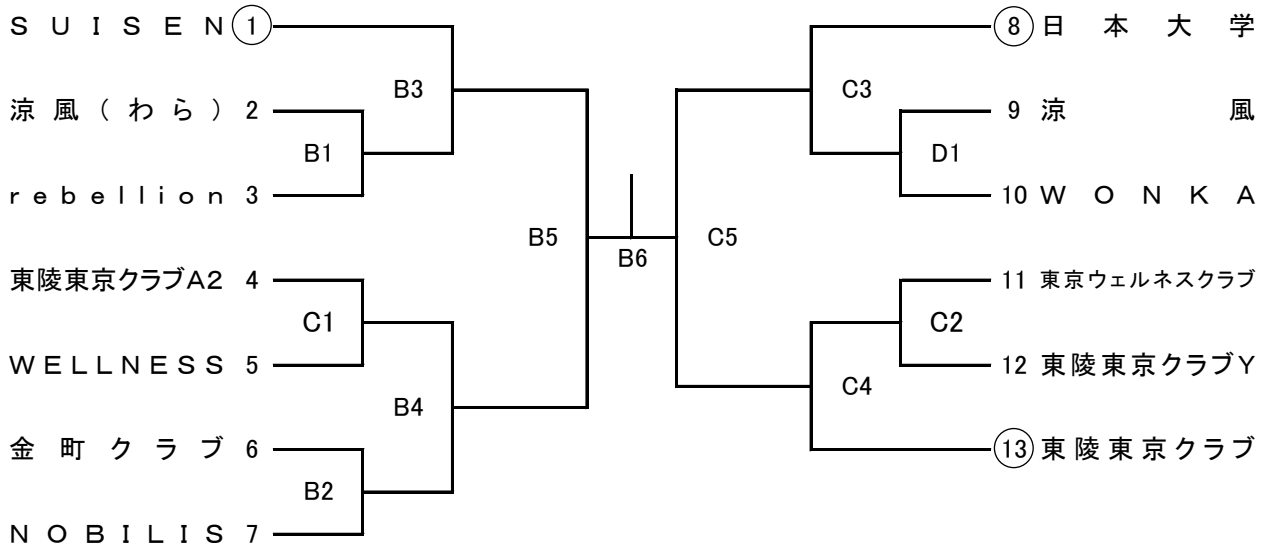 SUISEN ①
⑧ 日本大学
B3
C3
涼風(わら) 2
9 涼風
B1
D1
rebellion 3
10 WONKA
B5
B6
C5
東陵東京クラブA2 4
11 東京ウェルネスクラブ
C1
C2
WELLNESS 5
12 東陵東京クラブY
B4
C4
金町クラブ 6
⑬ 東陵東京クラブ
B2
NOBILIS 7